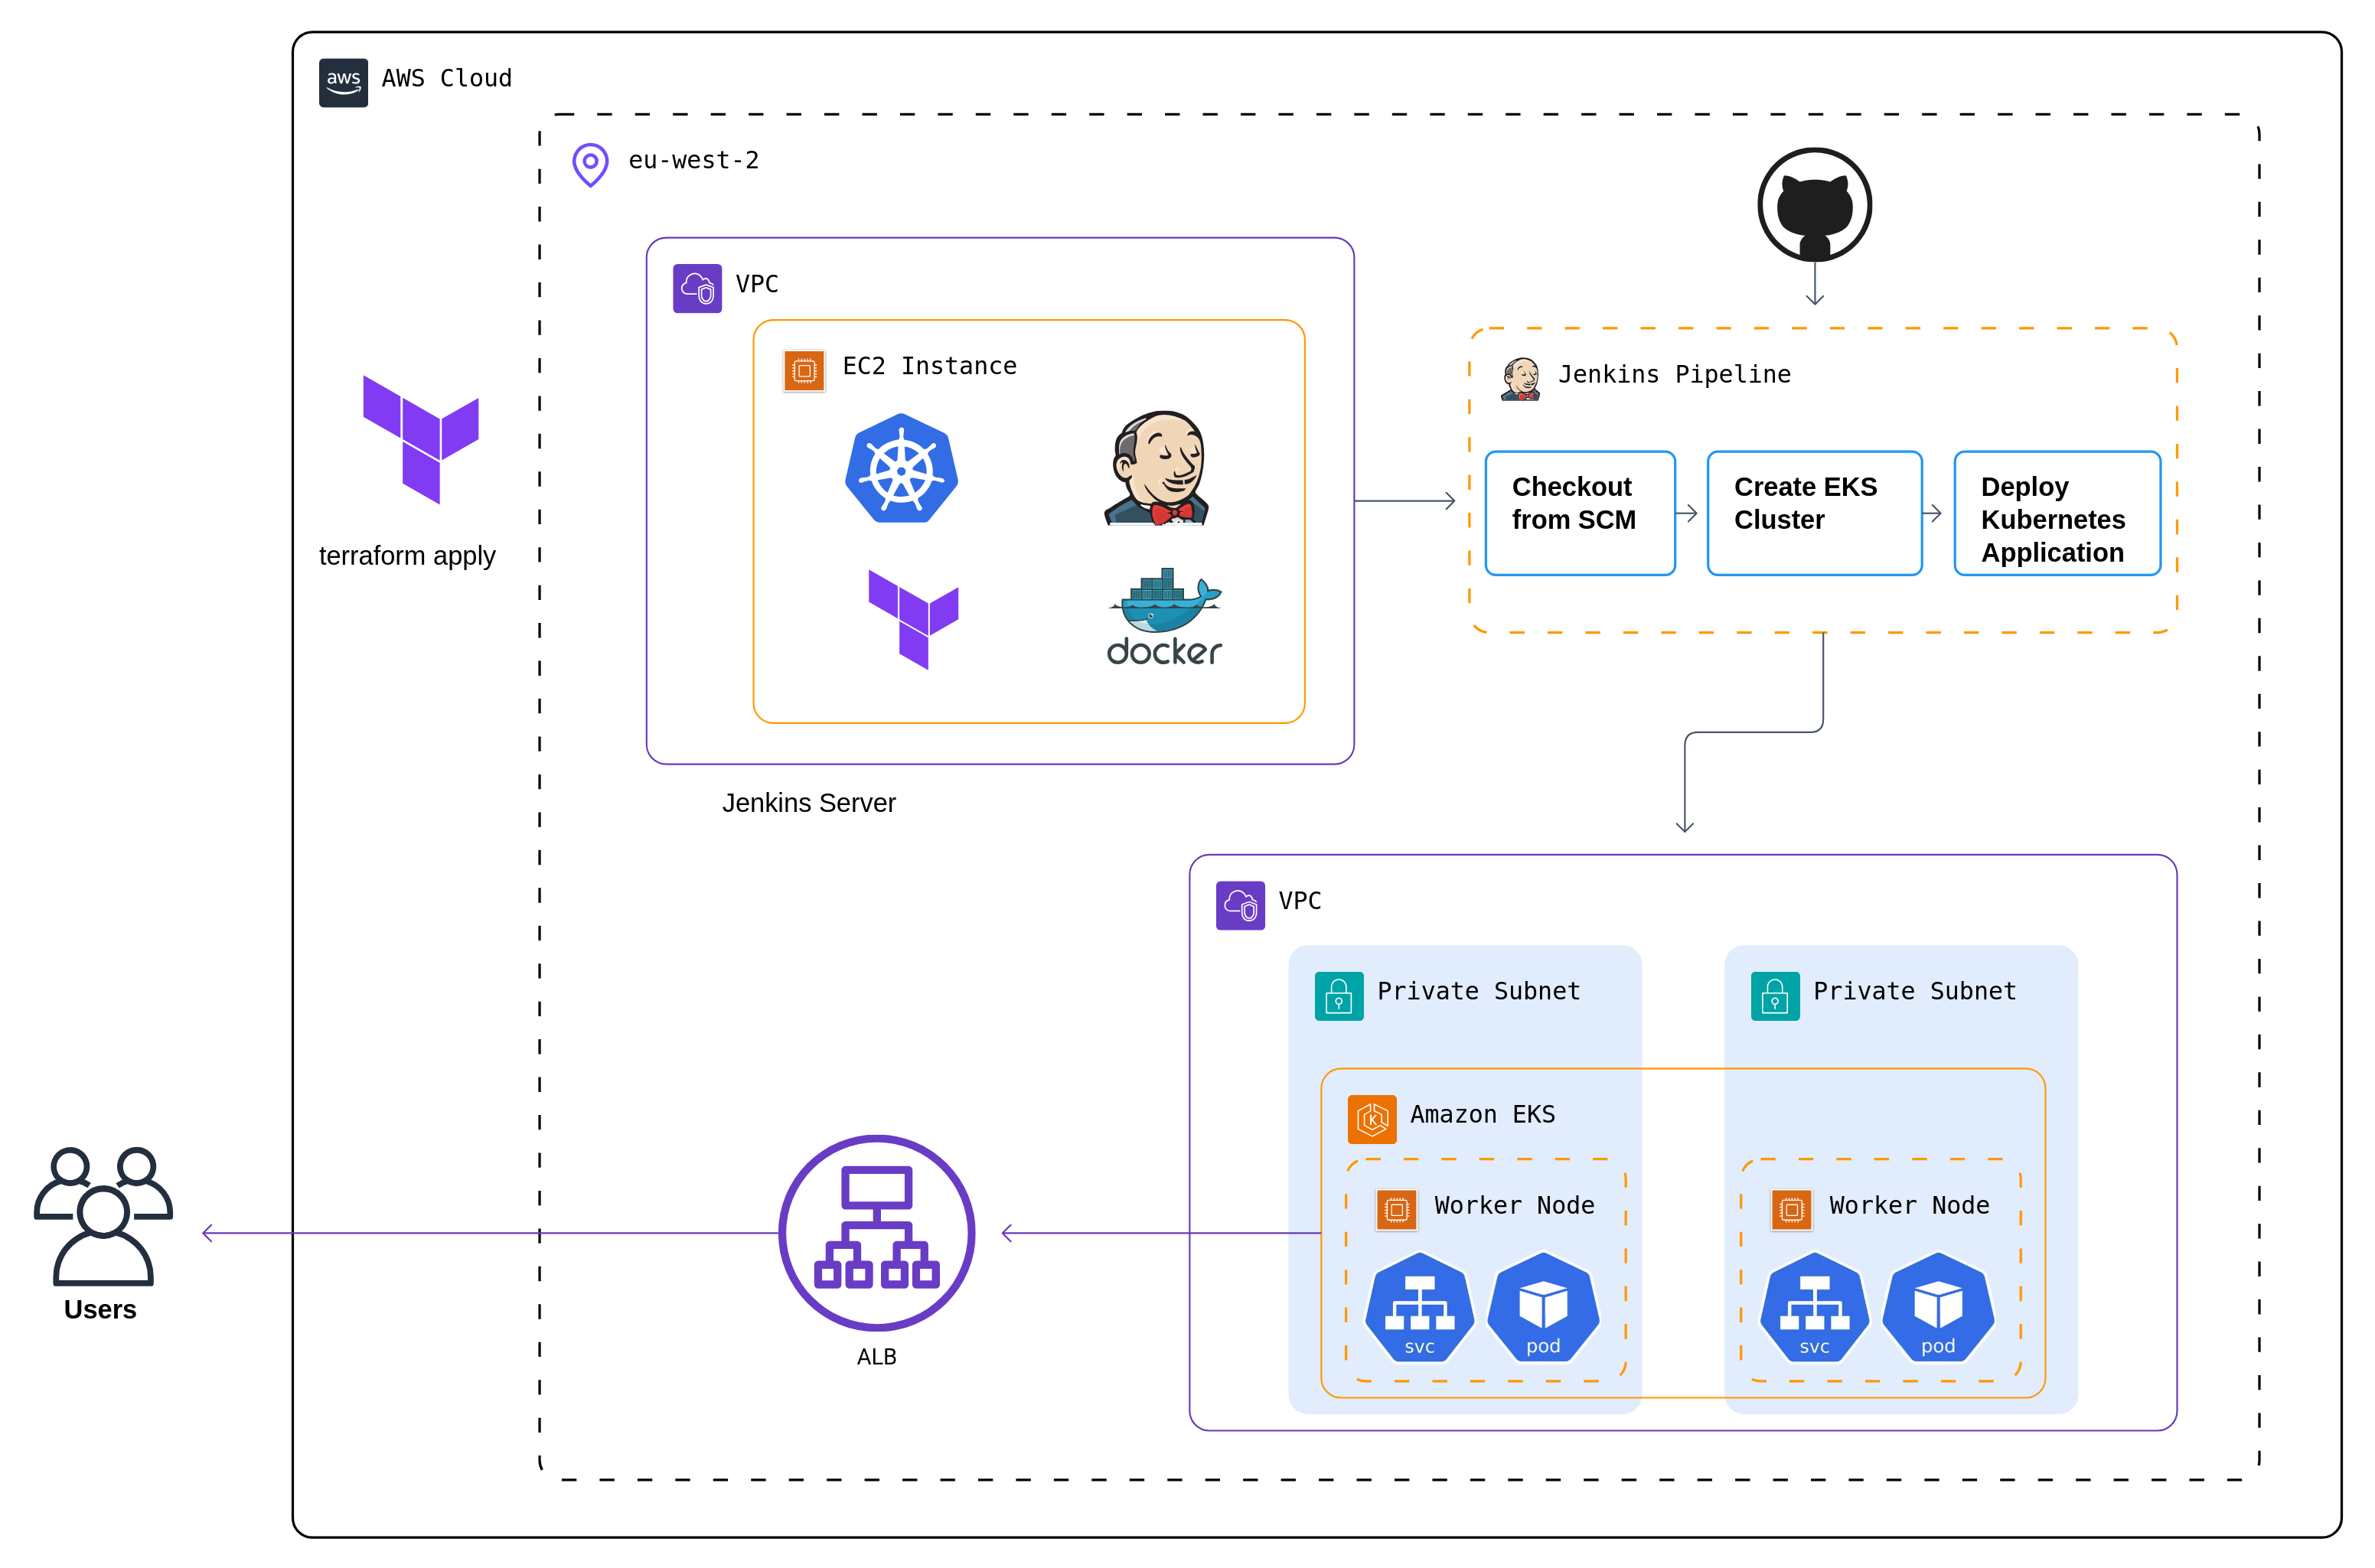 aws
AWS Cloud
eu-west-2
VPC
EC2 Instance
docker
Jenkins Server
terraform apply
Jenkins Pipeline
Checkout
from SCM
Create EKS
Cluster
Deploy
Kubernetes
Application
VPC
Private Subnet
Private Subnet
Amazon EKS
K
Worker Node
Worker Node
svc
pod
svc
pod
ALB
Users